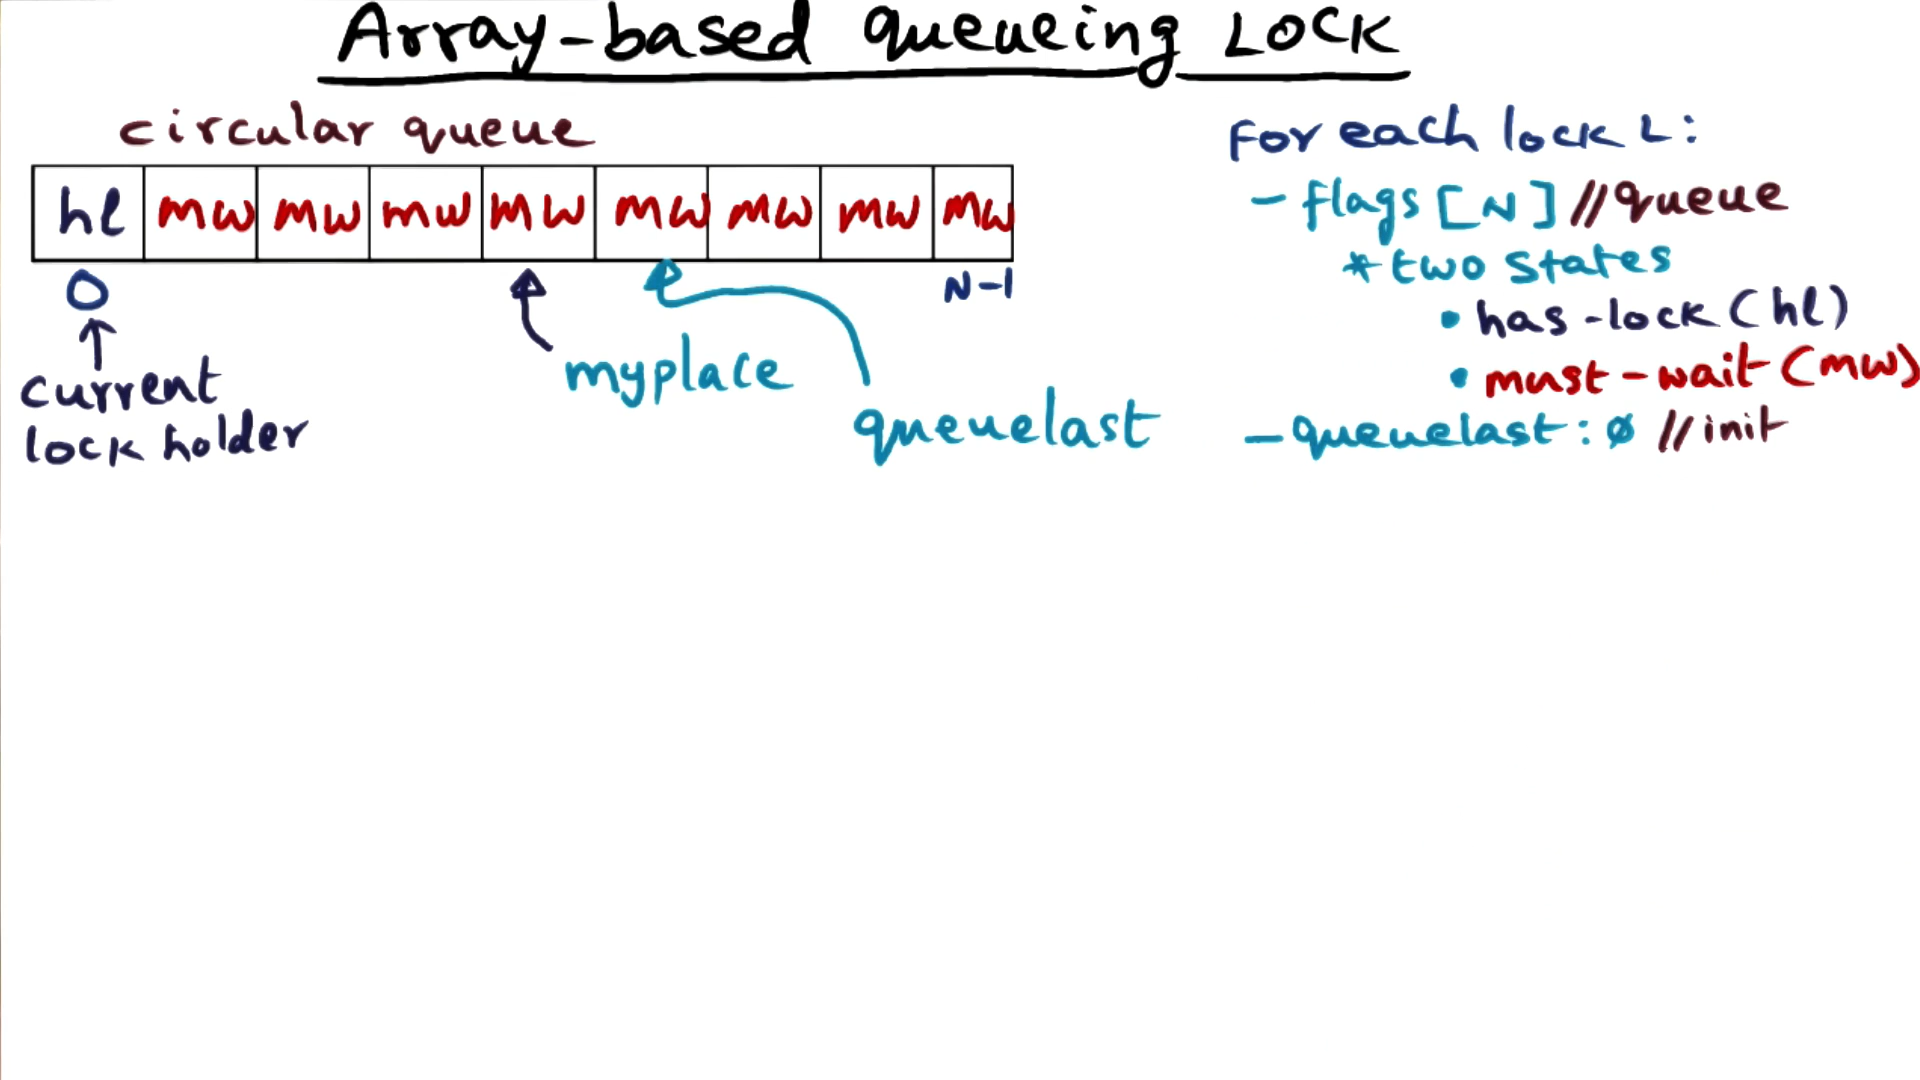 Array-based queueing LOCK
circular queue
hl mw mw mw mw mw mw mw mw
0
N-1
current
lock holder
myplace
queuelast
For each lock L:
- flags [N] //queue
* two states
• has-lock (hl)
• must-wait (mw)
- queuelast: ø //init